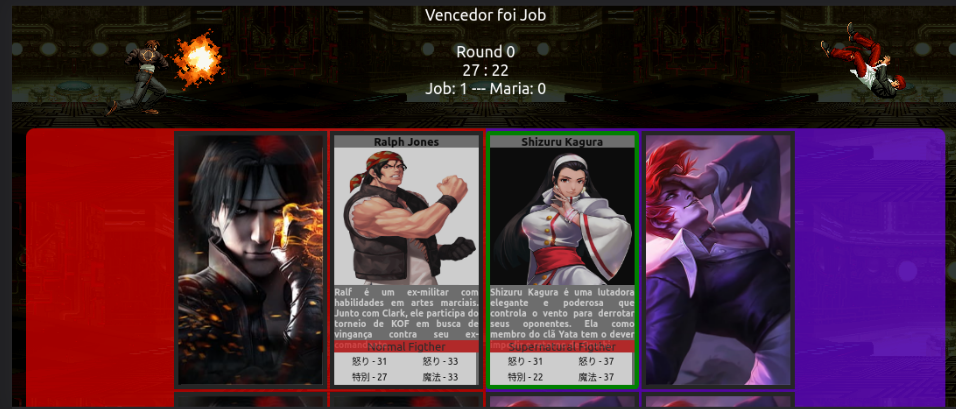 Vencedor foi Job
Round 0
27 : 22
Job: 1 --- Maria: 0
Ralph Jones
Ralf é um ex-militar com
habilidades em artes marciais.
Junto com Clark, ele participa do
torneio de KOF em busca de
vingança contra seu ex-
Normal Figther
怒り - 31 怒り - 33
特別 - 27 魔法 - 33
Shizuru Kagura
Shizuru Kagura é uma lutadora
elegante e poderosa que
controla o vento para derrotar
seus oponentes. Ela como
membro do clã Yata tem o dever
Supernatural Figther
怒り - 31 怒り - 37
特別 - 22 魔法 - 37